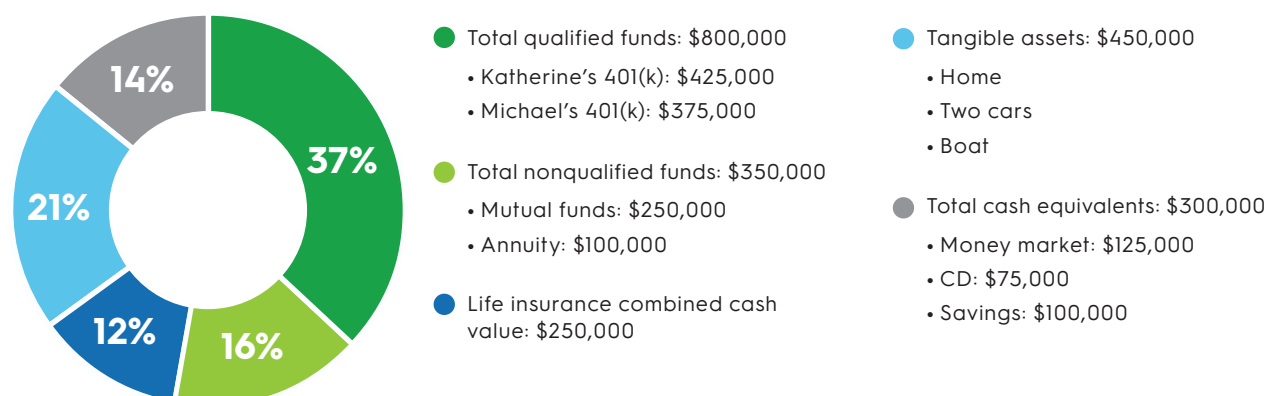 14%
37%
21%
12%
16%
Total qualified funds: $800,000
• Katherine's 401(k): $425,000
• Michael's 401(k): $375,000
Total nonqualified funds: $350,000
• Mutual funds: $250,000
• Annuity: $100,000
Life insurance combined cash
value: $250,000
Tangible assets: $450,000
• Home
• Two cars
• Boat
Total cash equivalents: $300,000
• Money market: $125,000
• CD: $75,000
• Savings: $100,000